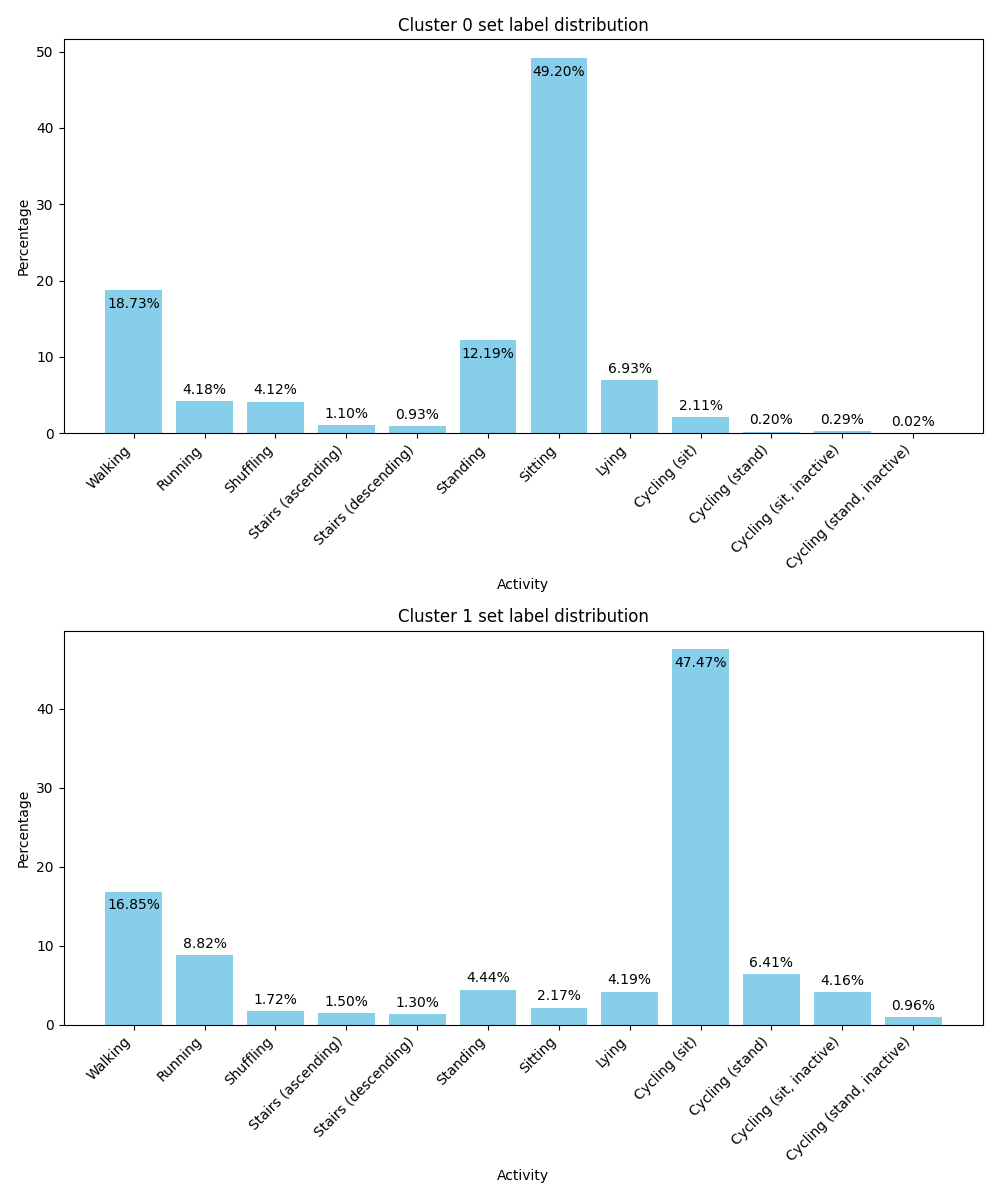 Cluster 0 set label distribution
50
40
30
20
10
0
Percentage
18.73%
4.18%
4.12%
1.10%
0.93%
12.19%
49.20%
6.93%
2.11%
0.20%
0.29%
0.02%
Walking
Running
Shuffling
Stairs (ascending)
Stairs (descending)
Standing
Sitting
Lying
Cycling (sit)
Cycling (stand)
Cycling (sit, inactive)
Cycling (stand, inactive)
Activity
Cluster 1 set label distribution
40
30
20
10
0
Percentage
16.85%
8.82%
1.72%
1.50%
1.30%
4.44%
2.17%
4.19%
47.47%
6.41%
4.16%
0.96%
Walking
Running
Shuffling
Stairs (ascending)
Stairs (descending)
Standing
Sitting
Lying
Cycling (sit)
Cycling (stand)
Cycling (sit, inactive)
Cycling (stand, inactive)
Activity